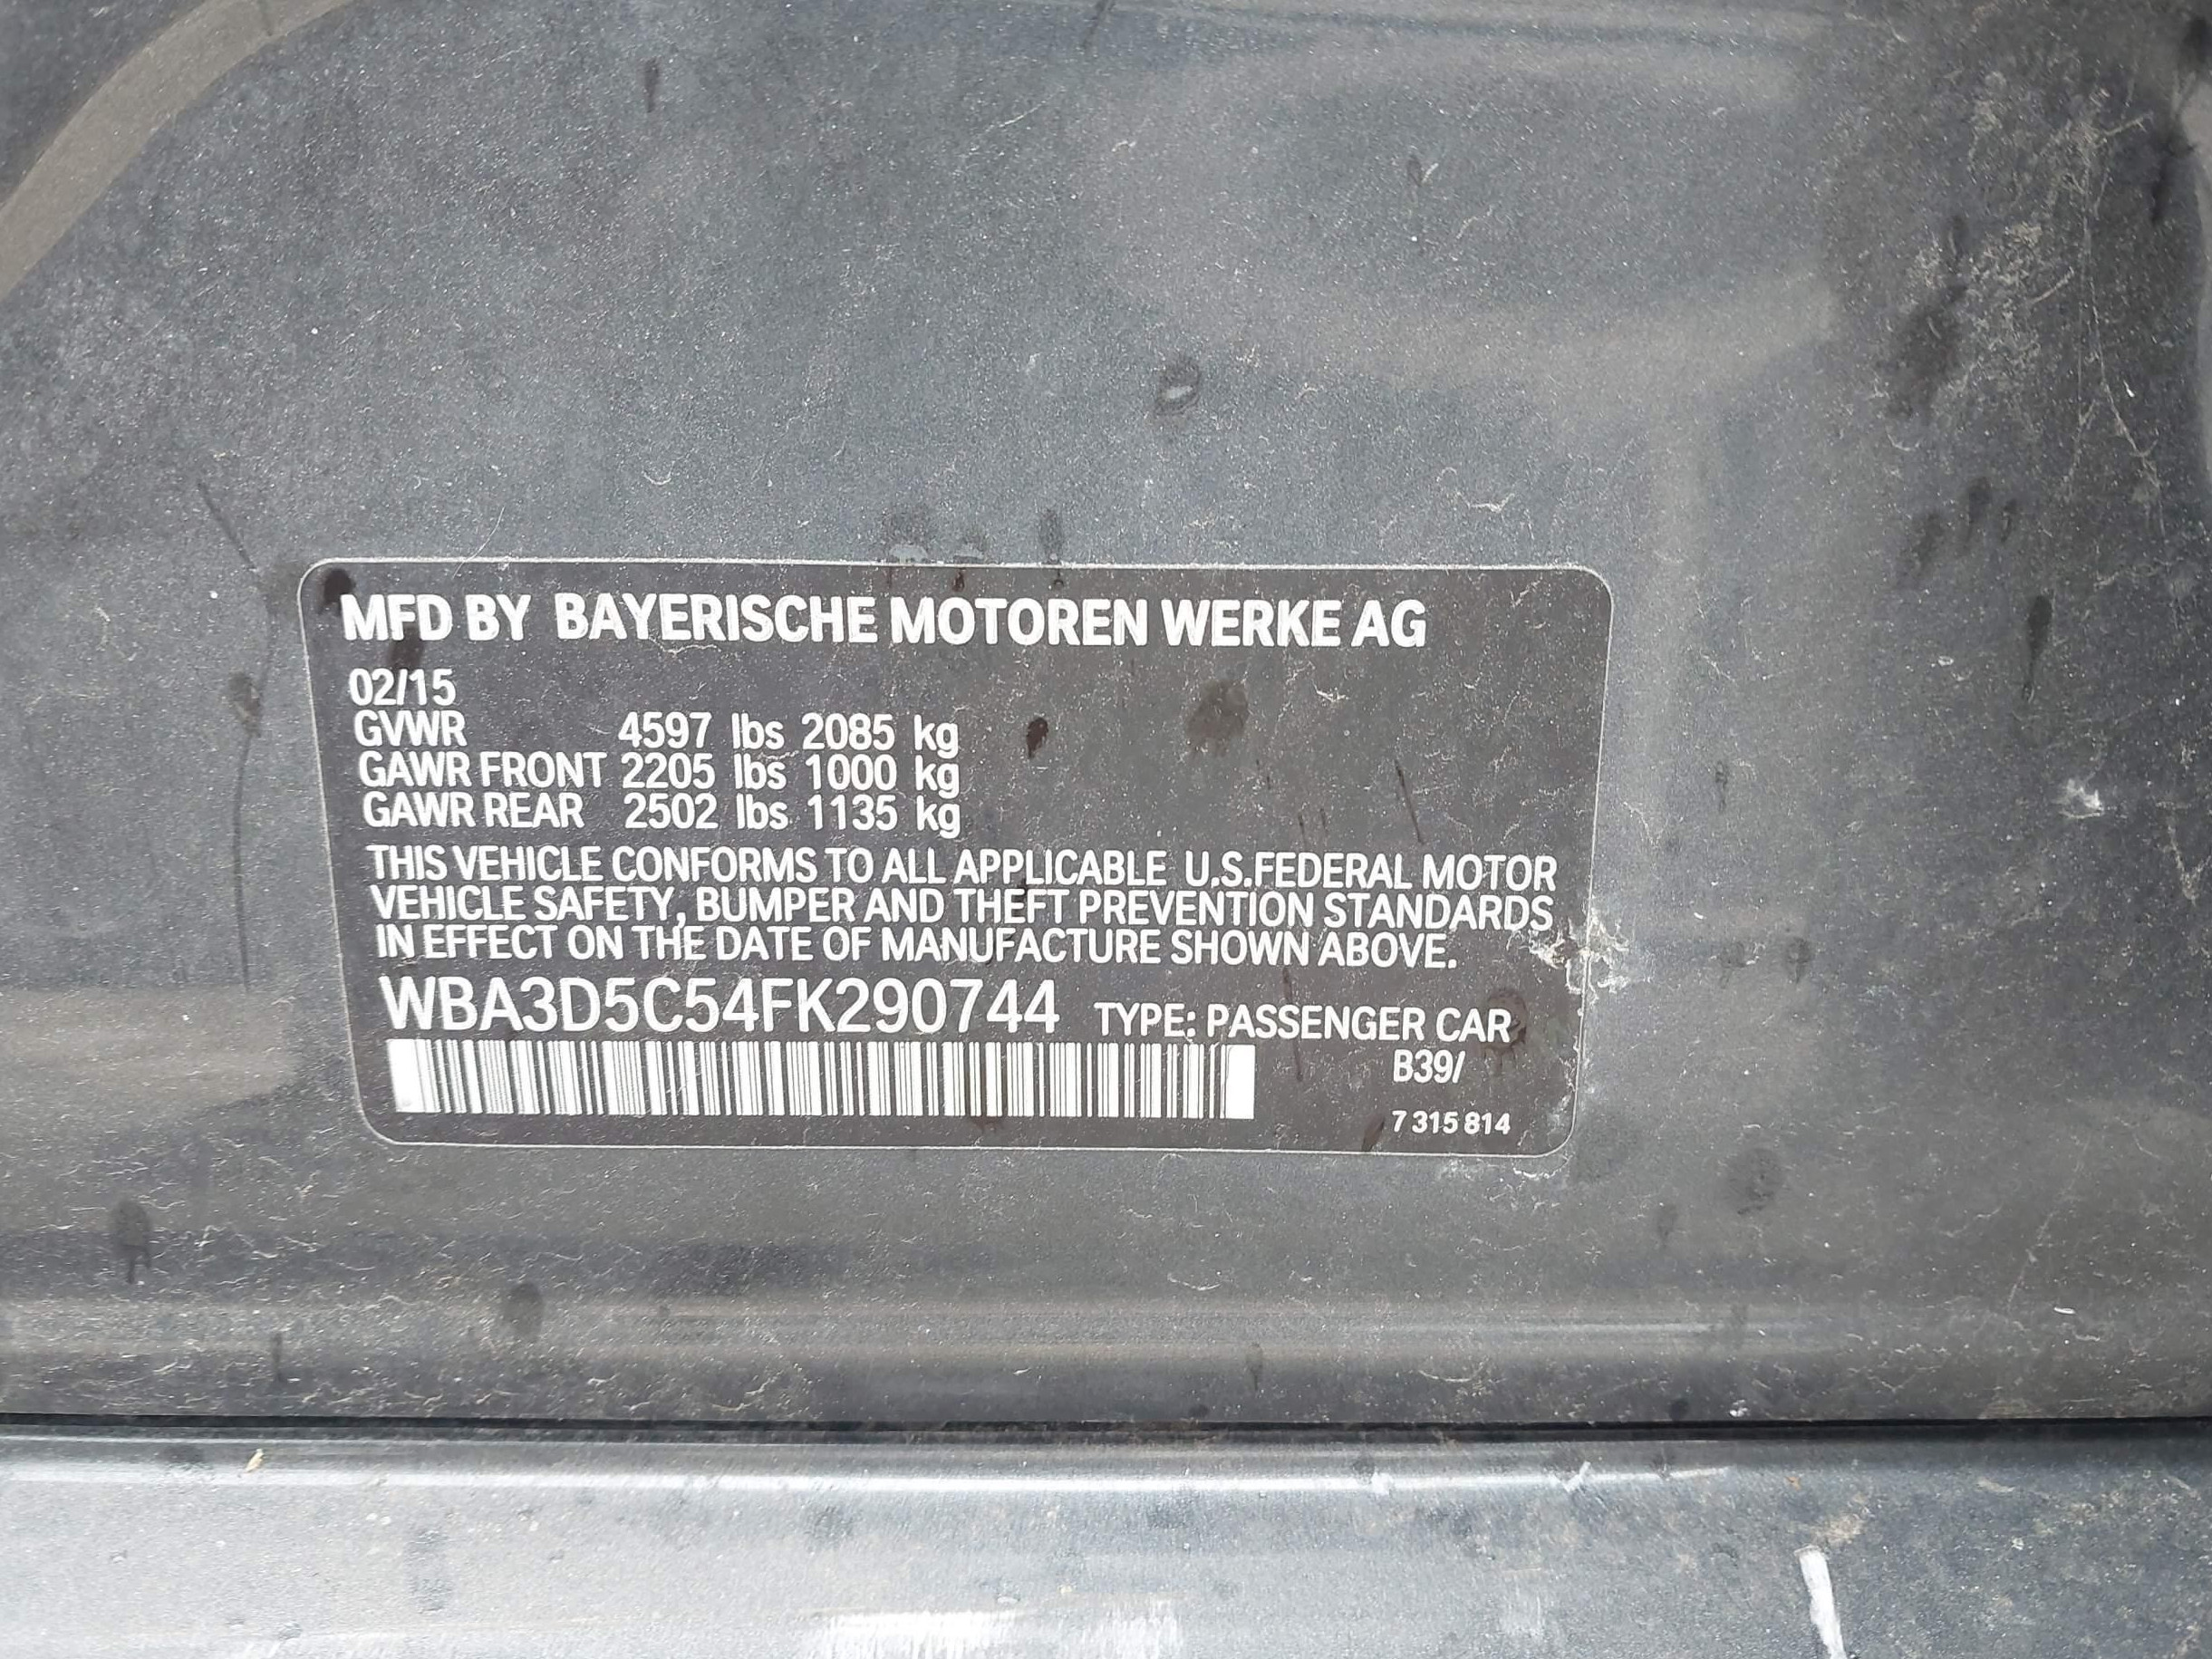 MFD BY BAYERISCHE MOTOREN WERKE AG
02/15
GVWR 4597 lbs 2085 kg
GAWR FRONT 2205 lbs 1000 kg
GAWR REAR 2502 lbs 1135 kg
THIS VEHICLE CONFORMS TO ALL APPLICABLE U.S.FEDERAL MOTOR
VEHICLE SAFETY, BUMPER AND THEFT PREVENTION STANDARDS
IN EFFECT ON THE DATE OF MANUFACTURE SHOWN ABOVE.
WBA3D5C54FK290744 TYPE: PASSENGER CAR
B39/
7 315 814